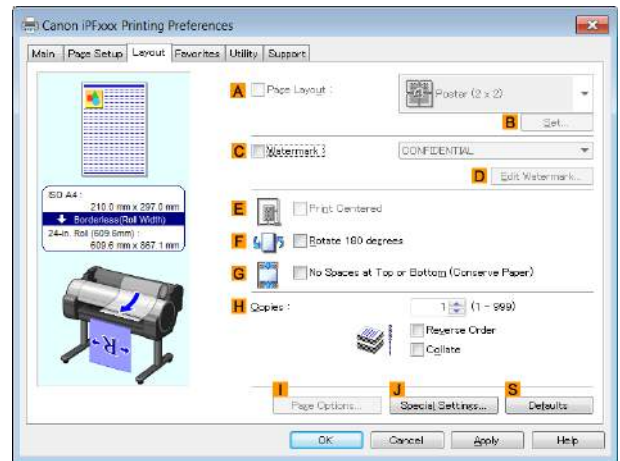 Canon iPFxxx Printing Preferences
Main Page Setup Layout Favorites Utility Support
A Page Layout : Poster (2 x 2)
B Set...
C Watermark : CONFIDENTIAL
D Edit Watermark...
ISO A4 :
210.0 mm x 297.0 mm
Borderless(Roll Width)
24-in. Roll (609.6mm) :
609.6 mm x 867.1 mm
E Print Centered
F Rotate 180 degrees
G No Spaces at Top or Bottom (Conserve Paper)
H Copies : 1 (1 - 999)
Reverse Order
Collate
R
I J S
Page Options... Special Settings... Defaults
OK Cancel Apply Help